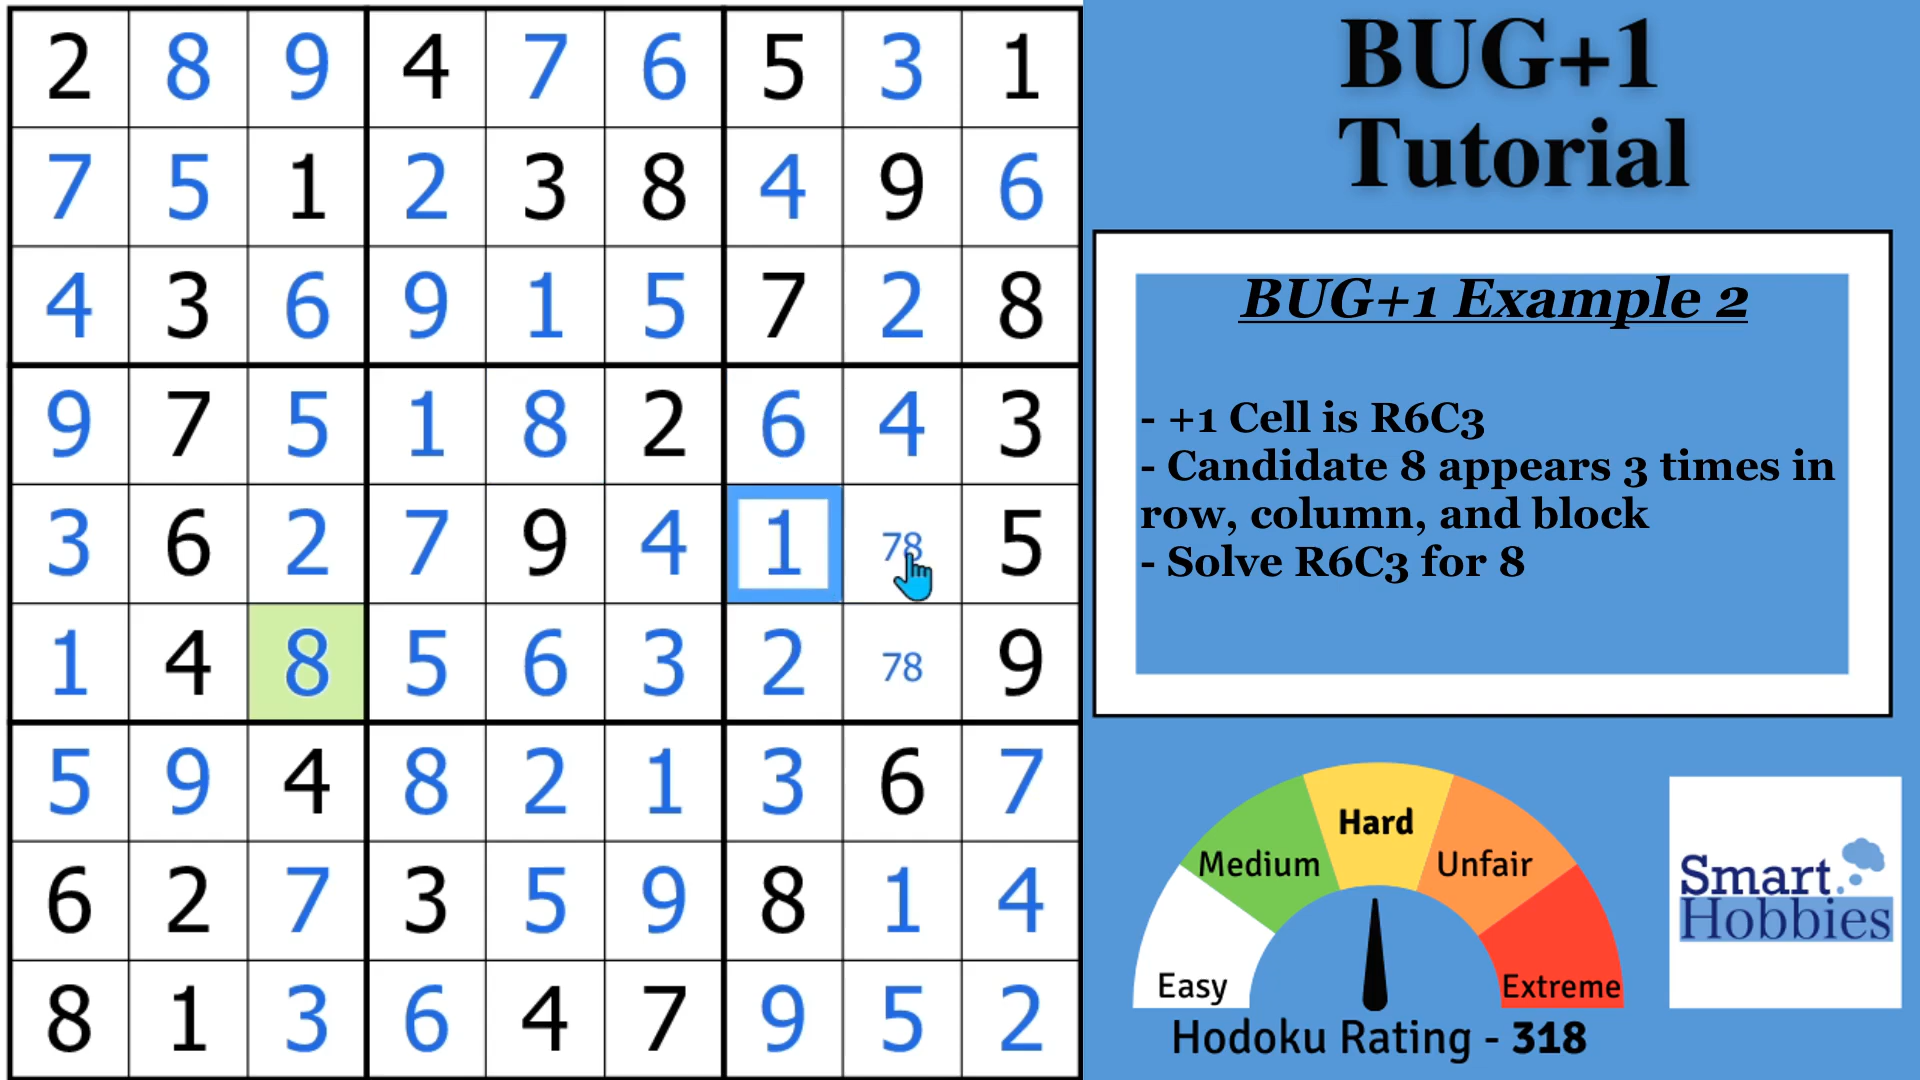 BUG+1
Tutorial
2 8 9 4 7 6 5 3 1
7 5 1 2 3 8 4 9 6
4 3 6 9 1 5 7 2 8
9 7 5 1 8 2 6 4 3
3 6 2 7 9 4 1 78 5
1 4 8 5 6 3 2 78 9
5 9 4 8 2 1 3 6 7
6 2 7 3 5 9 8 1 4
8 1 3 6 4 7 9 5 2
BUG+1 Example 2
- +1 Cell is R6C3
- Candidate 8 appears 3 times in
row, column, and block
- Solve R6C3 for 8
Easy
Medium
Hard
Unfair
Extreme
Hodoku Rating - 318
Smart
Hobbies